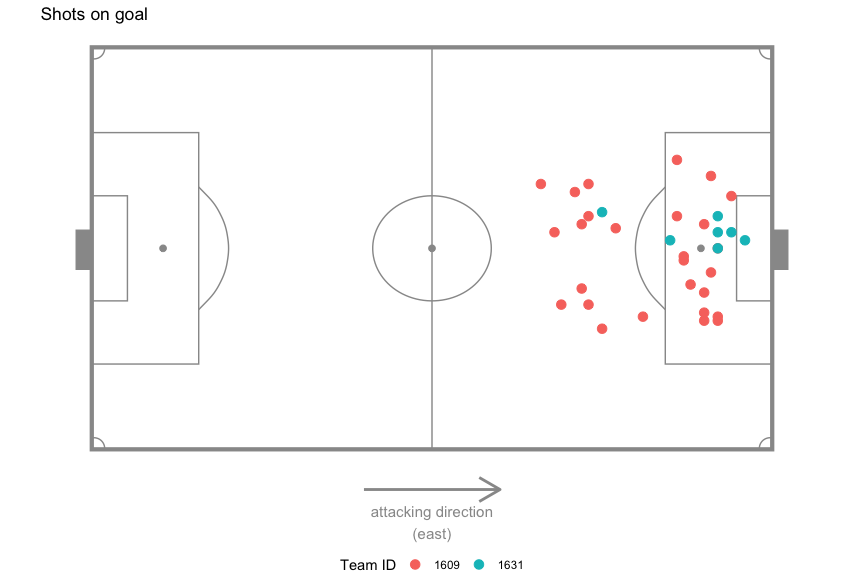 Shots on goal
attacking direction
(east)
Team ID 1609 1631